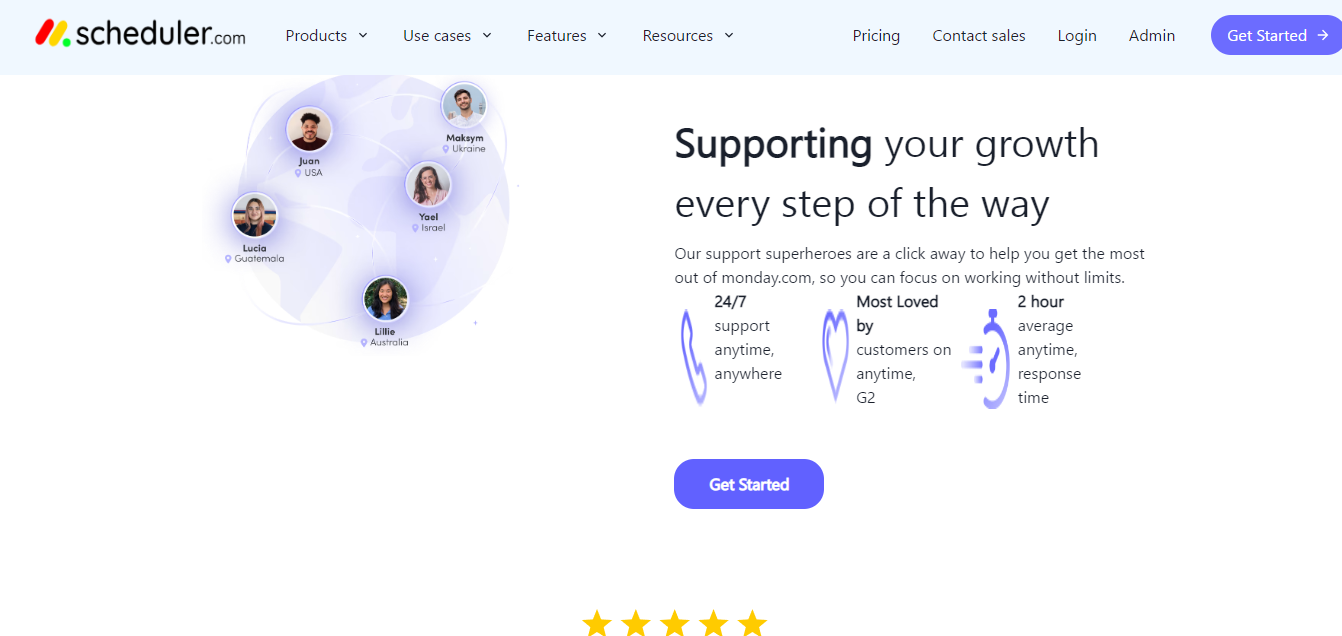 scheduler.com
Products
Use cases
Features
Resources
Pricing
Contact sales
Login
Admin
Get Started
Maksym
Ukraine
Juan
USA
Yael
Israel
Lucia
Guatemala
Lillie
Australia
Supporting your growth
every step of the way
Our support superheroes are a click away to help you get the most
out of monday.com, so you can focus on working without limits.
24/7
support
anytime,
anywhere
Most Loved
by
customers on
anytime,
G2
2 hour
average
anytime,
response
time
Get Started